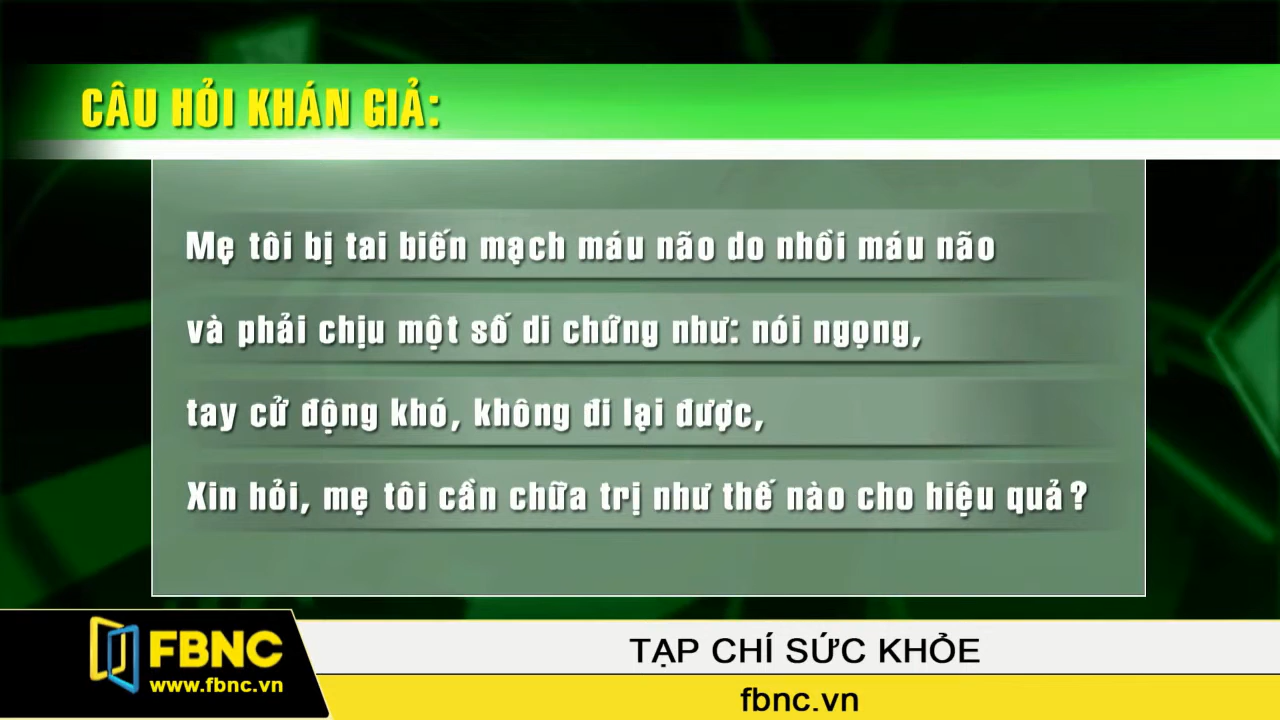 CÂU HỎI KHÁN GIẢ:
Mẹ tôi bị tai biến mạch máu não do nhồi máu não
và phải chịu một số di chứng như: nói ngọng,
tay cử động khó, không đi lại được,
Xin hỏi, mẹ tôi cần chữa trị như thế nào cho hiệu quả?
FBNC
www.fbnc.vn
TẠP CHÍ SỨC KHỎE
fbnc.vn